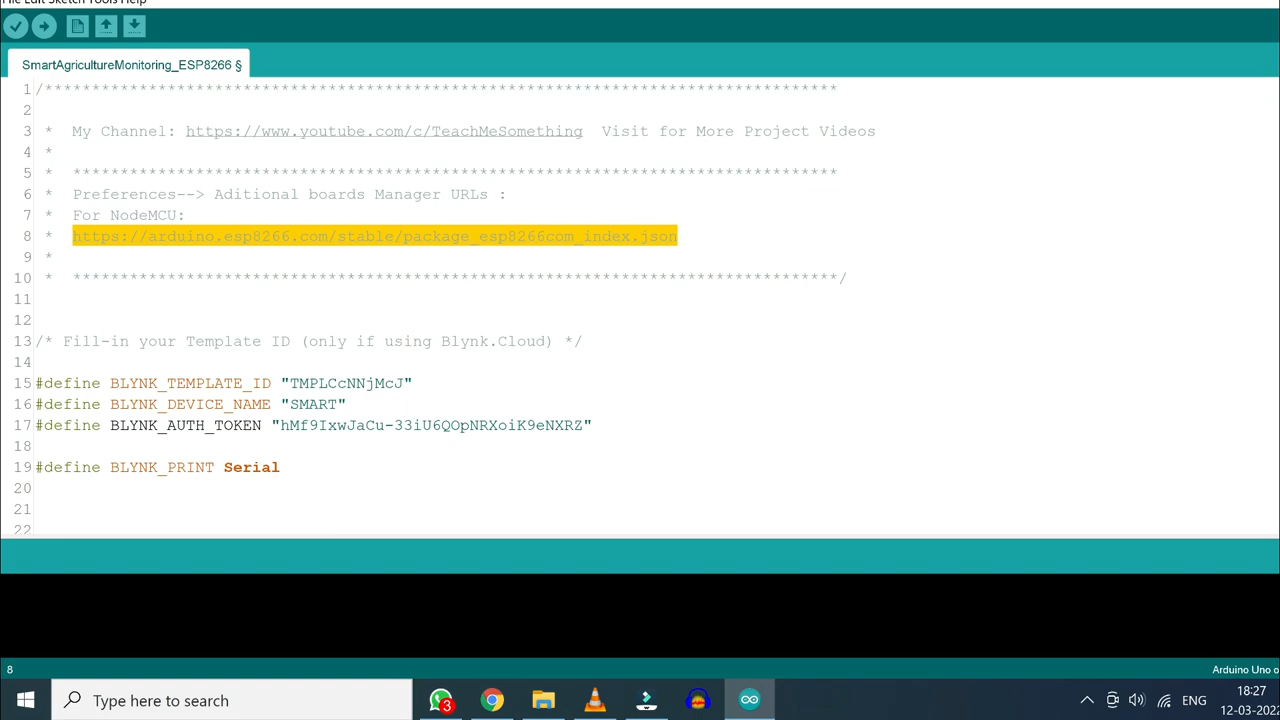 File Edit Sketch Tools Help
SmartAgricultureMonitoring_ESP8266 §
1 /************************************************************************************
2
3 * My Channel: https://www.youtube.com/c/TeachMeSomething Visit for More Project Videos
4 *
5 * *********************************************************************************
6 * Preferences--> Aditional boards Manager URLs :
7 * For NodeMCU:
8 * https://arduino.esp8266.com/stable/package_esp8266com_index.json
9 *
10 * *********************************************************************************/
11
12
13 /* Fill-in your Template ID (only if using Blynk.Cloud) */
14
15 #define BLYNK_TEMPLATE_ID "TMPLCcNNjMcJ"
16 #define BLYNK_DEVICE_NAME "SMART"
17 #define BLYNK_AUTH_TOKEN "hMf9IxwJaCu-33iU6QOpNRXoiK9eNXRZ"
18
19 #define BLYNK_PRINT Serial
20
21
22
8
Arduino Uno o
Type here to search
3
ENG
18:27
12-03-2022